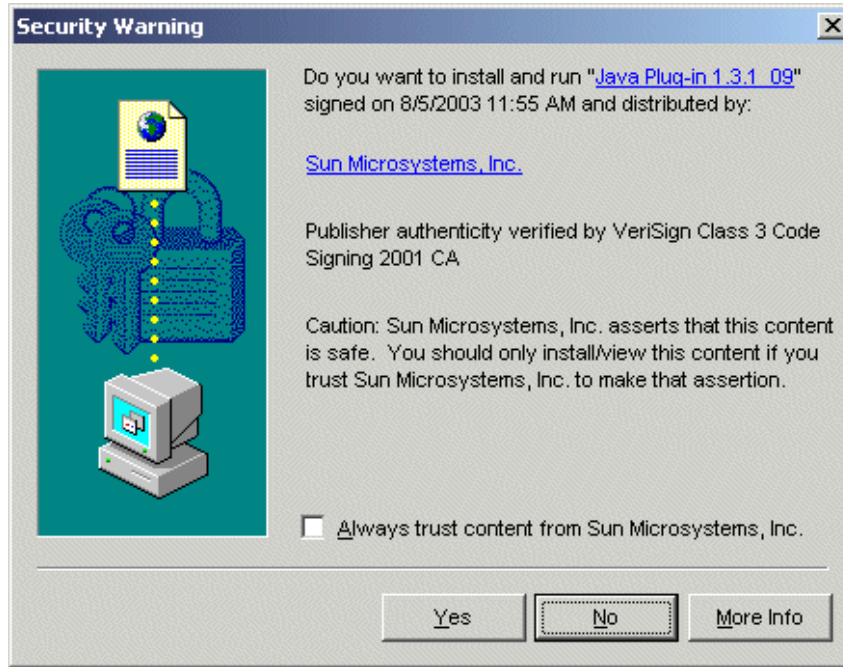 Security Warning
Do you want to install and run "Java Plug-in 1.3.1_09"
signed on 8/5/2003 11:55 AM and distributed by:
Sun Microsystems, Inc.
Publisher authenticity verified by VeriSign Class 3 Code
Signing 2001 CA
Caution: Sun Microsystems, Inc. asserts that this content
is safe.  You should only install/view this content if you
trust Sun Microsystems, Inc. to make that assertion.
Always trust content from Sun Microsystems, Inc.
Yes No More Info